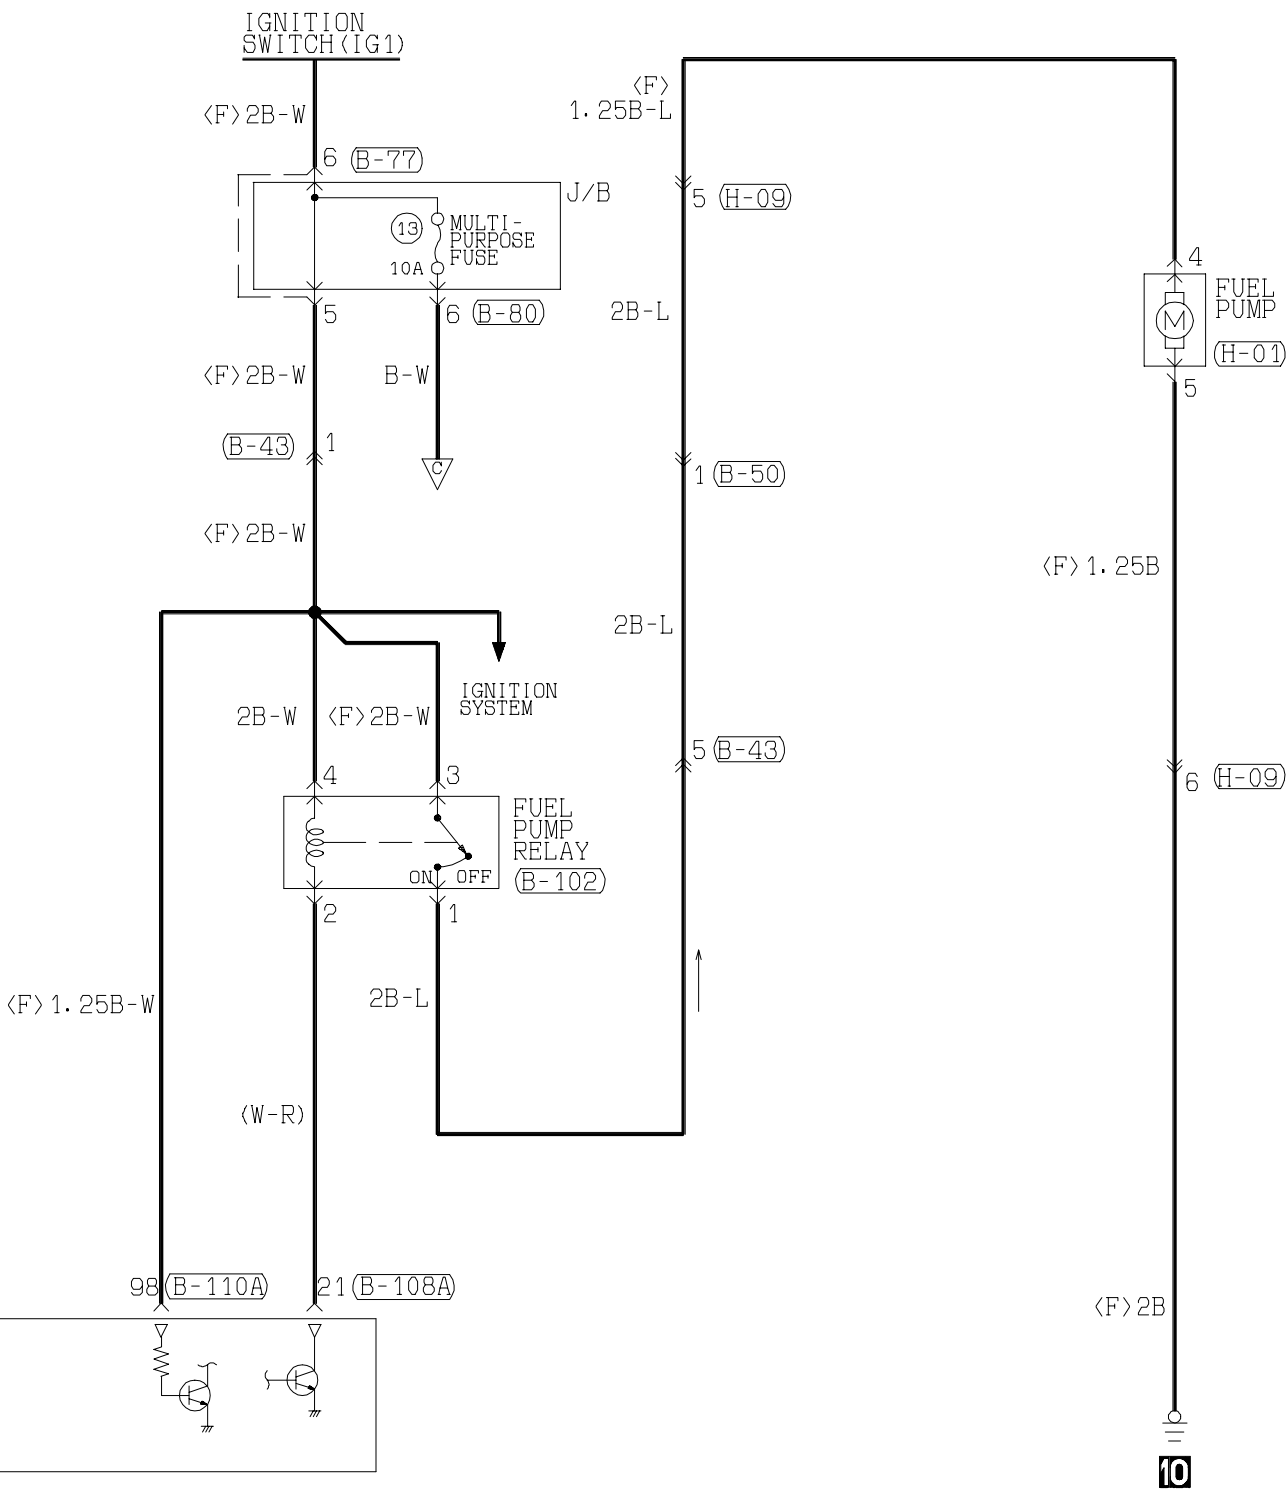 IGNITION
SWITCH(IG1)
<F>2B-W
6 (B-77)
J/B
13
MULTI-
PURPOSE
FUSE
10A
5
6 (B-80)
<F>2B-W
B-W
(B-43) 1
C
<F>2B-W
IGNITION
SYSTEM
2B-W
<F>2B-W
4
3
FUEL
PUMP
RELAY
(B-102)
ON
OFF
2
1
<F>1.25B-W
2B-L
(W-R)
98 (B-110A)
21 (B-108A)
<F>
1.25B-L
5 (H-09)
2B-L
1 (B-50)
2B-L
5 (B-43)
4
FUEL
PUMP
M
(H-01)
5
<F>1.25B
6 (H-09)
<F>2B
10